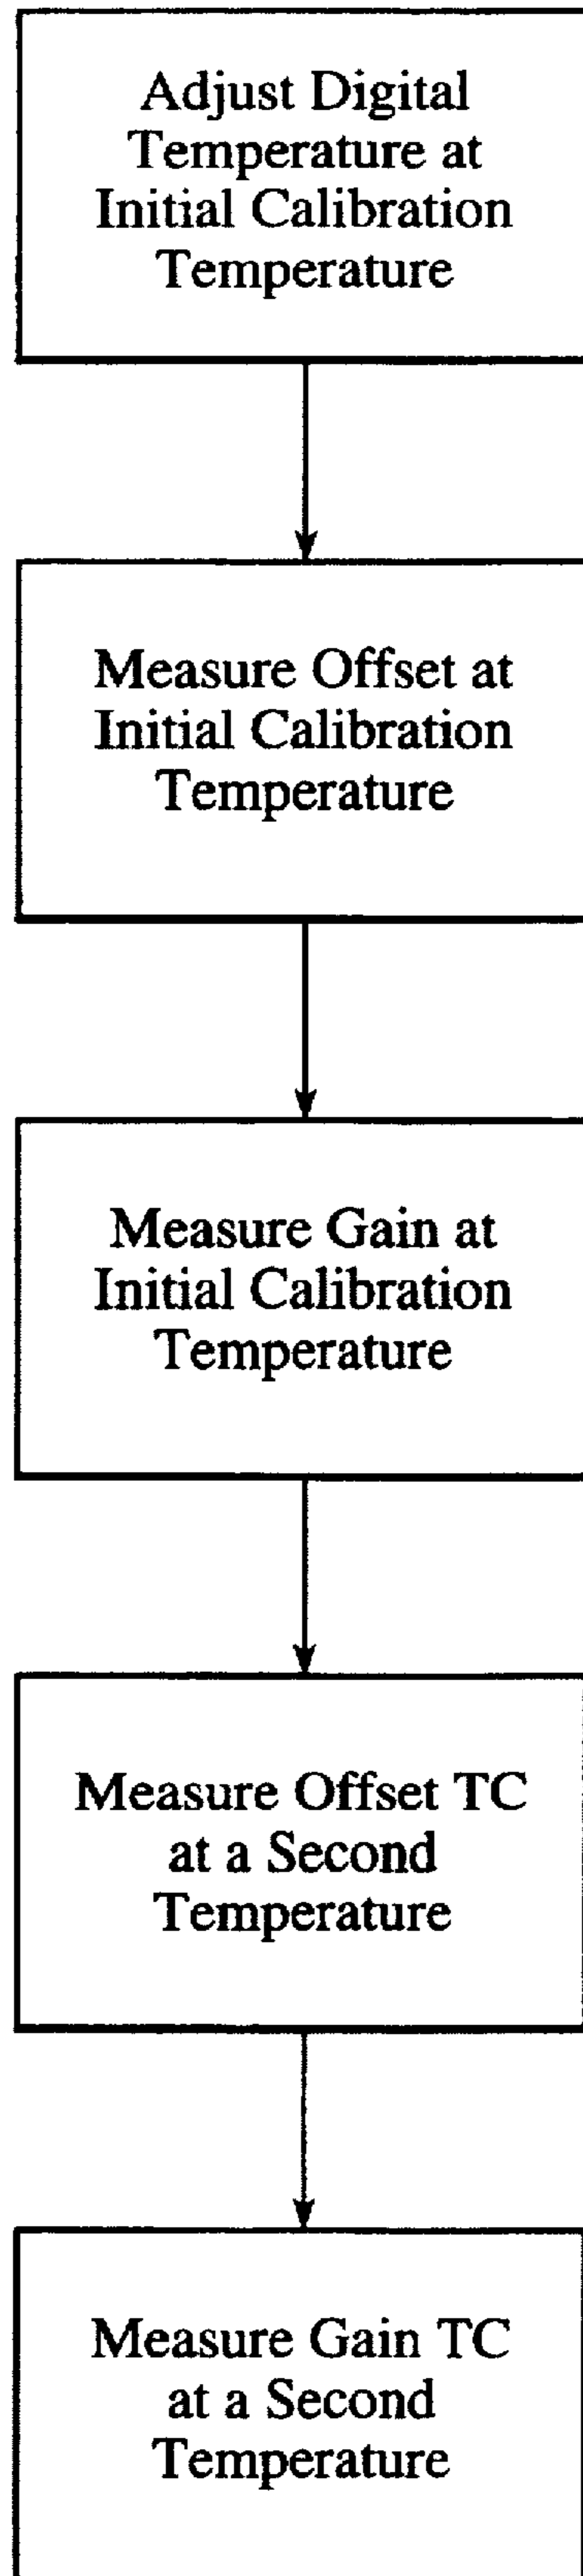 Adjust Digital
Temperature at
Initial Calibration
Temperature
Measure Offset at
Initial Calibration
Temperature
Measure Gain at
Initial Calibration
Temperature
Measure Offset TC
at a Second
Temperature
Measure Gain TC
at a Second
Temperature